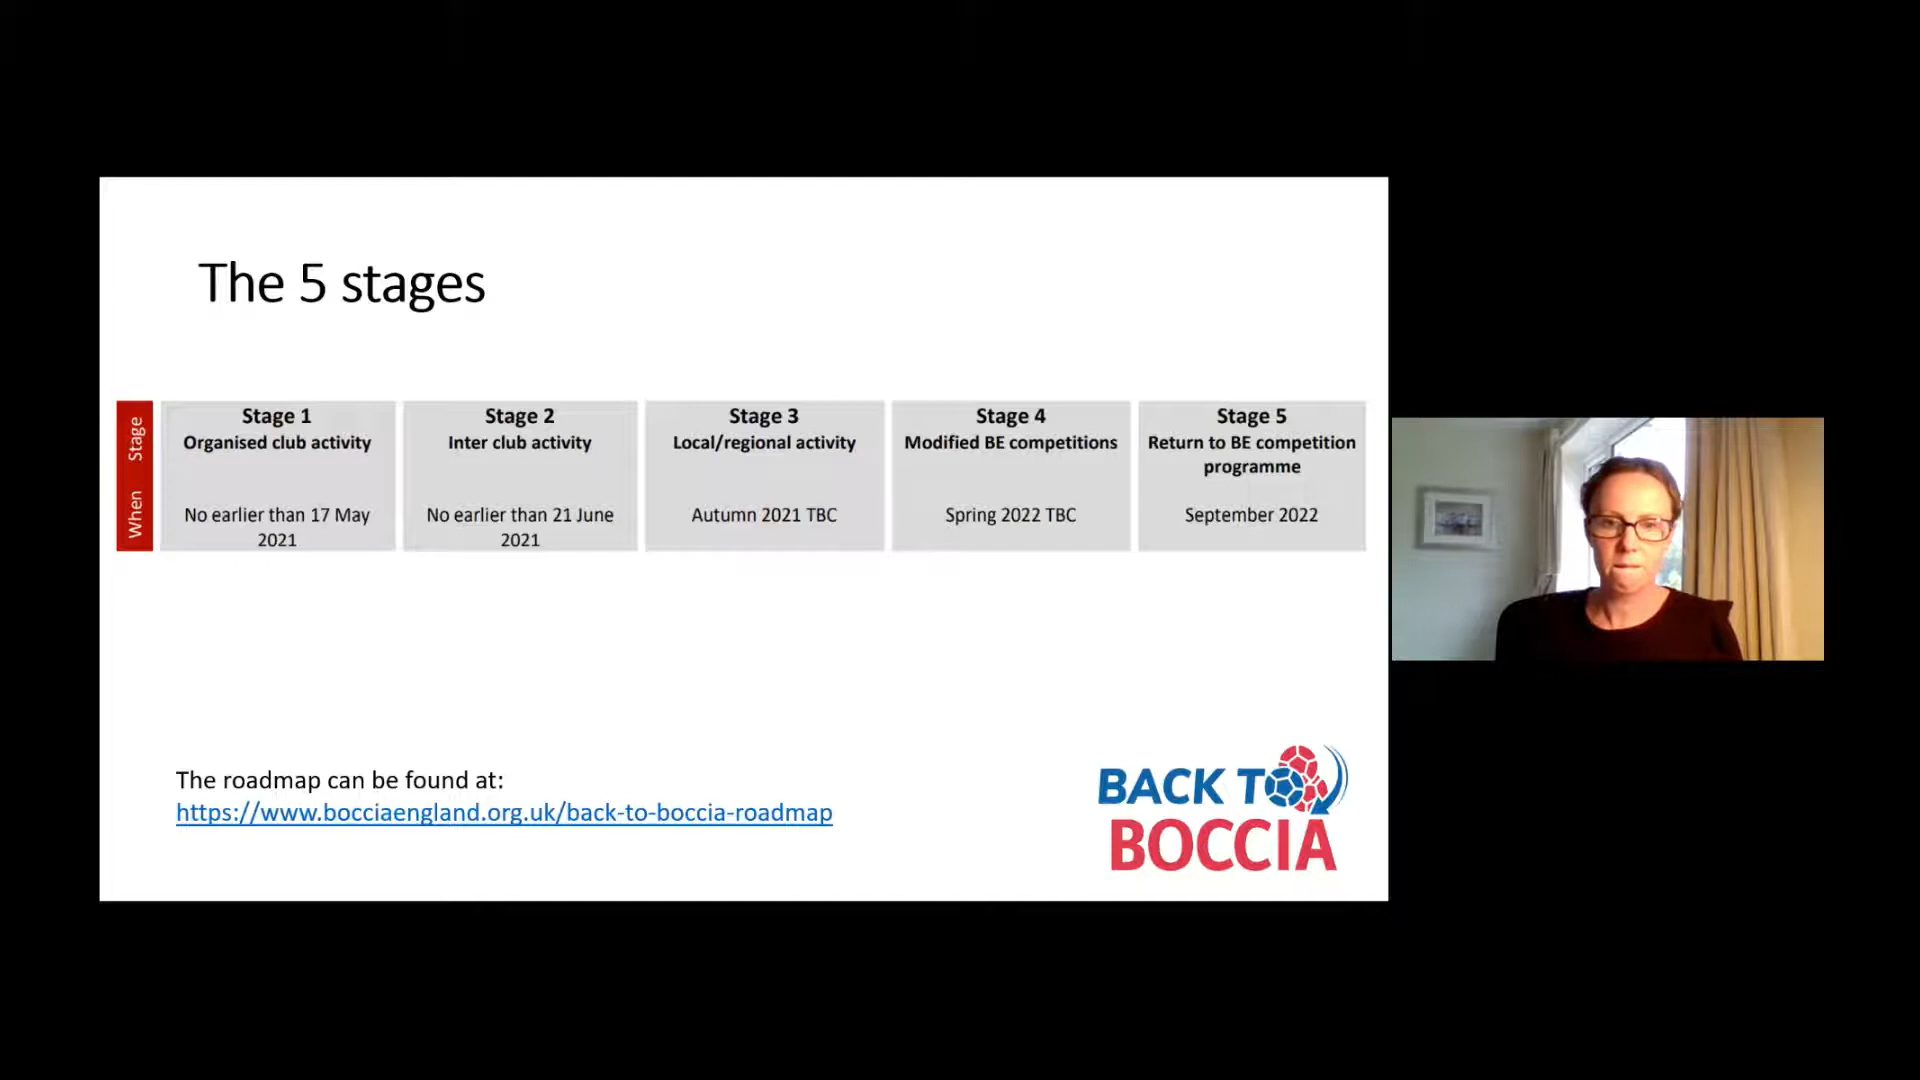 The 5 stages
Stage
When
Stage 1
Organised club activity
No earlier than 17 May
2021
Stage 2
Inter club activity
No earlier than 21 June
2021
Stage 3
Local/regional activity
Autumn 2021 TBC
Stage 4
Modified BE competitions
Spring 2022 TBC
Stage 5
Return to BE competition
programme
September 2022
The roadmap can be found at:
https://www.bocciaengland.org.uk/back-to-boccia-roadmap
BACK TO
BOCCIA